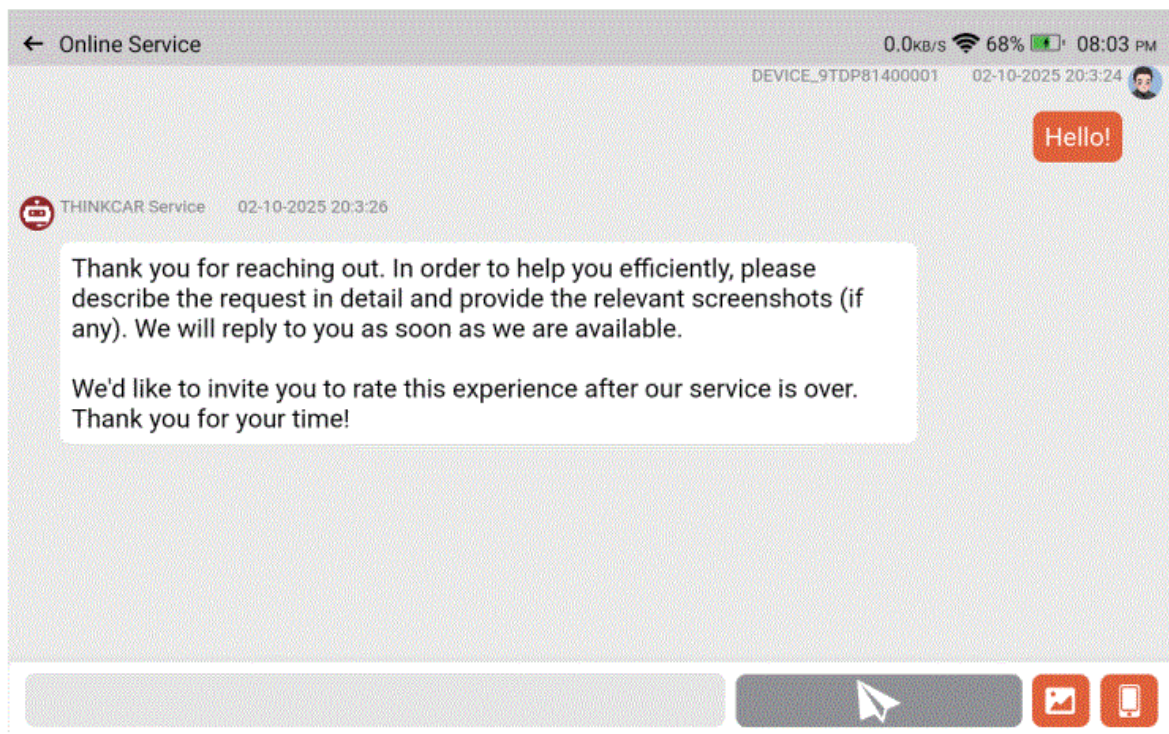 Online Service
0.0KB/S 68% 08:03 PM
DEVICE_9TDP81400001 02-10-2025 20:3:24
Hello!
THINKCAR Service 02-10-2025 20:3:26
Thank you for reaching out. In order to help you efficiently, please
describe the request in detail and provide the relevant screenshots (if
any). We will reply to you as soon as we are available.
We'd like to invite you to rate this experience after our service is over.
Thank you for your time!